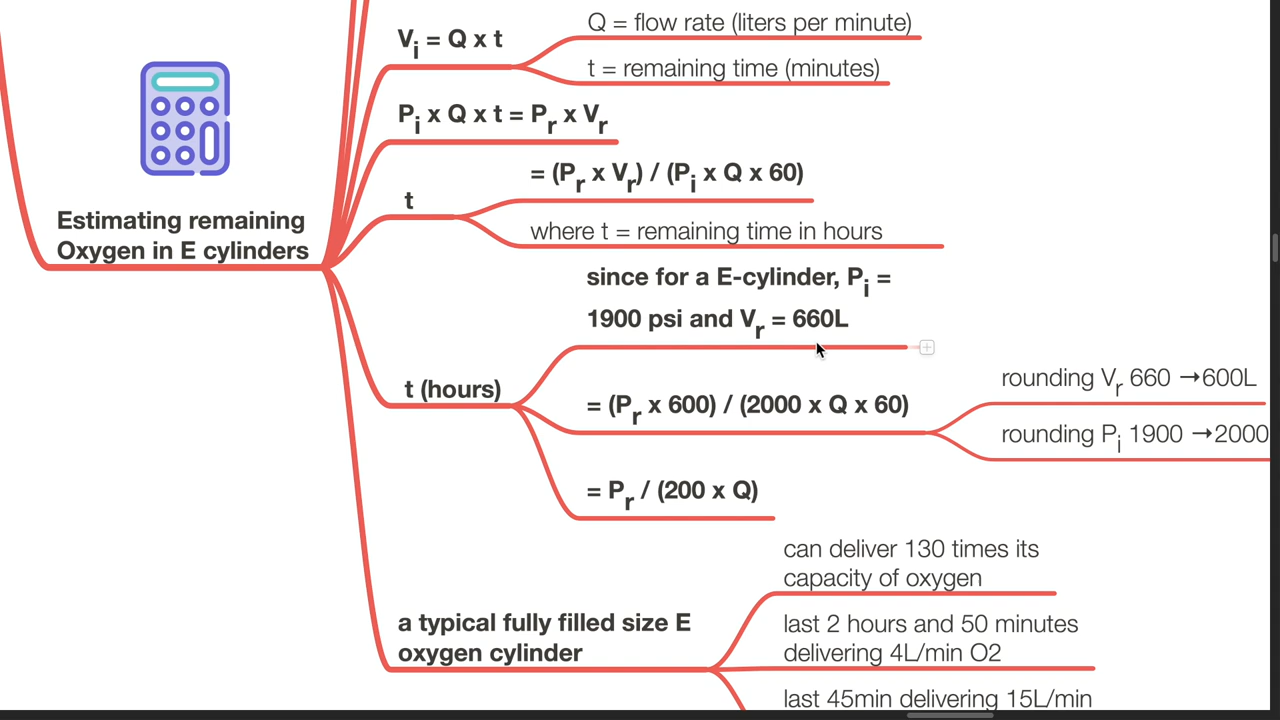 Estimating remaining
Oxygen in E cylinders
Vi = Q x t
Q = flow rate (liters per minute)
t = remaining time (minutes)
Pi x Q x t = Pr x Vr
t
= (Pr x Vr) / (Pi x Q x 60)
where t = remaining time in hours
t (hours)
since for a E-cylinder, Pi =
1900 psi and Vr = 660L
= (Pr x 600) / (2000 x Q x 60)
rounding Vr 660 →600L
rounding Pi 1900 →2000
= Pr / (200 x Q)
a typical fully filled size E
oxygen cylinder
can deliver 130 times its
capacity of oxygen
last 2 hours and 50 minutes
delivering 4L/min O2
last 45min delivering 15L/min